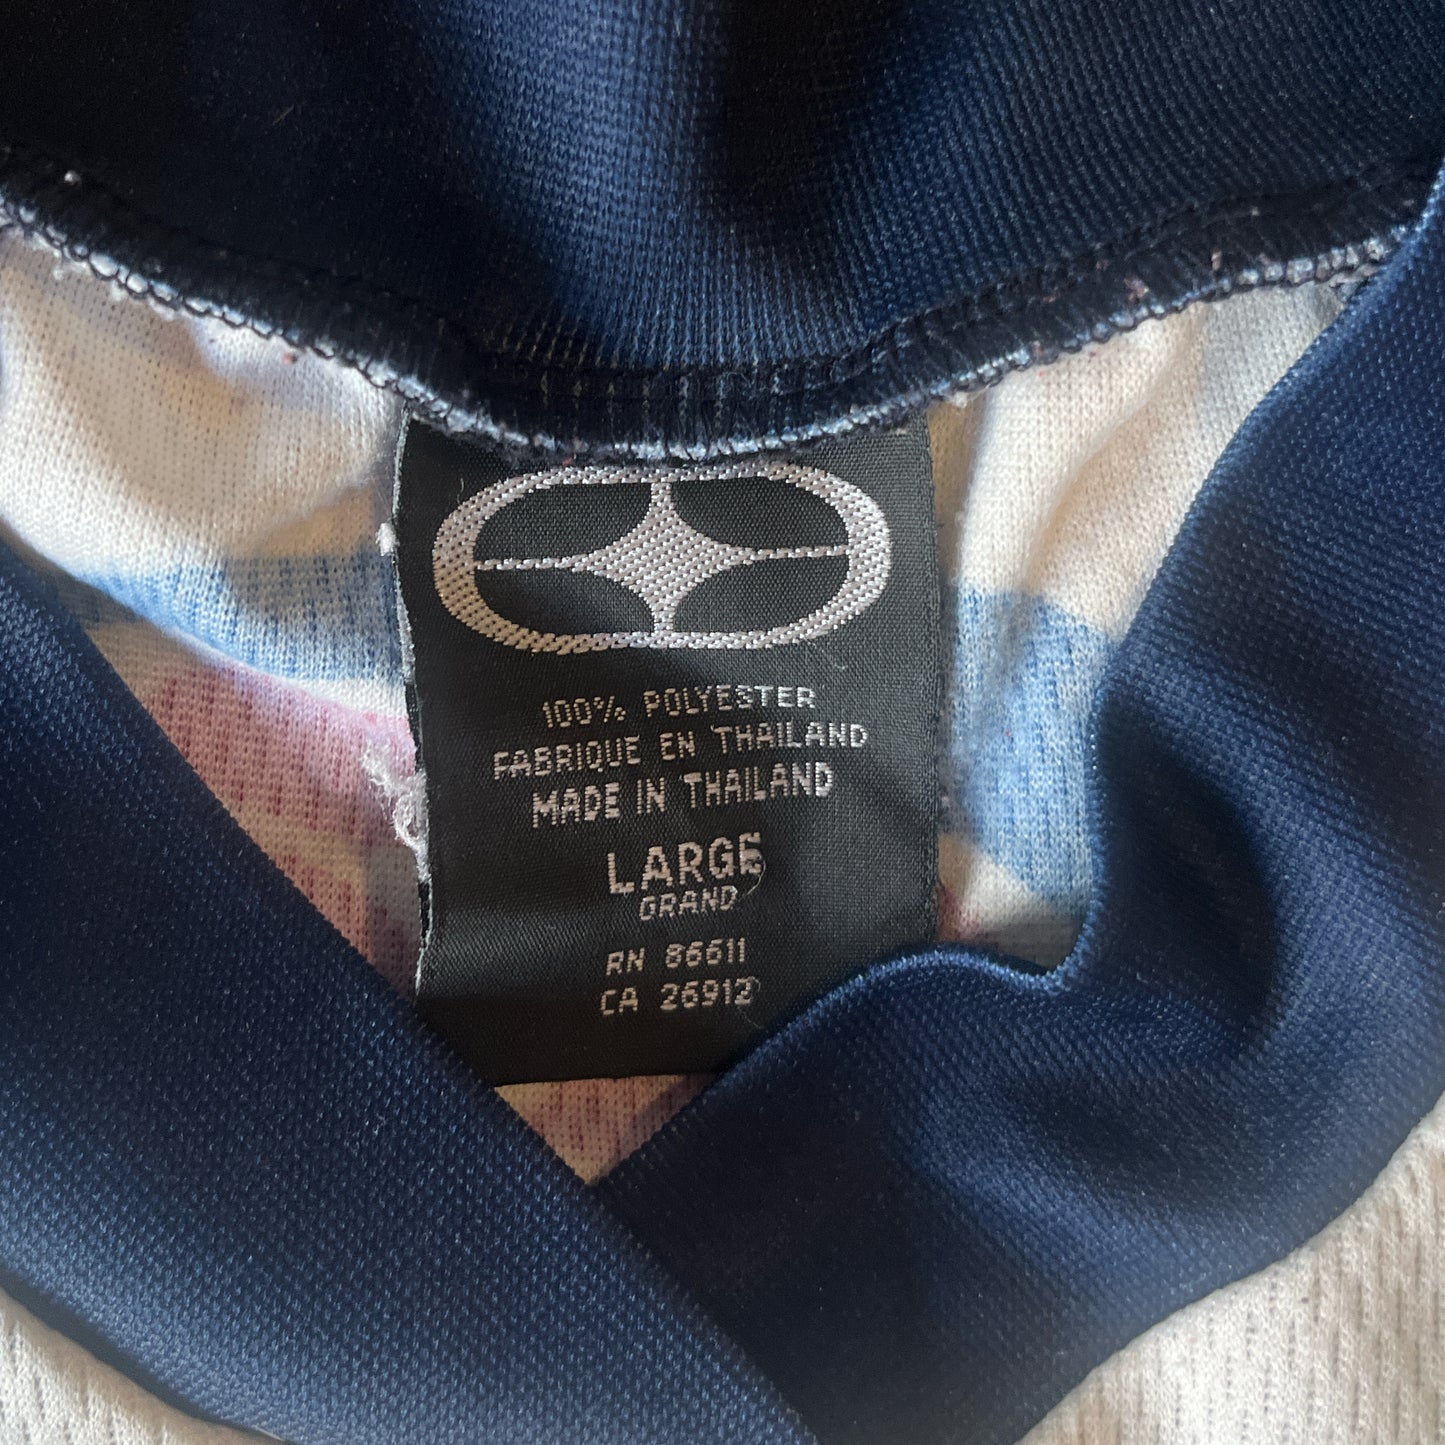 100% POLYESTER
FABRIQUE EN THAILAND
MADE IN THAILAND
LARGE
GRAND
RN 86611
CA 26912